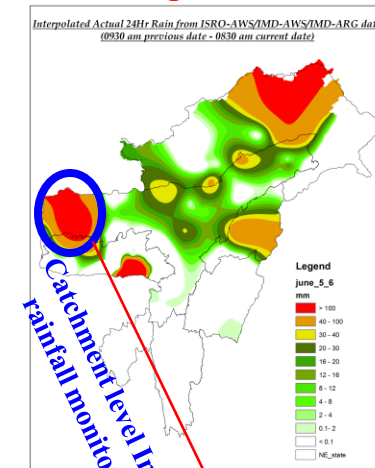 Interpolated Actual 24Hr Rain from ISRO-AWS/IMD-AWS/IMD-ARG dat
(0930 am previous date - 0830 am current date)
Catchment level In
rainfall monito
Legend
june_5_6
mm
> 100
40 - 100
30 - 40
20 - 30
16 - 20
12 - 16
8 - 12
4 - 8
2 - 4
0.1- 2
< 0.1
NE_state